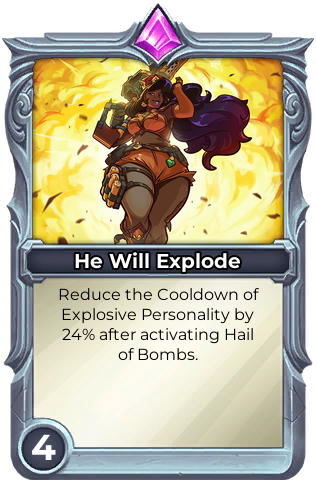 He Will Explode
Reduce the Cooldown of
Explosive Personality by
24% after activating Hail
of Bombs.
4